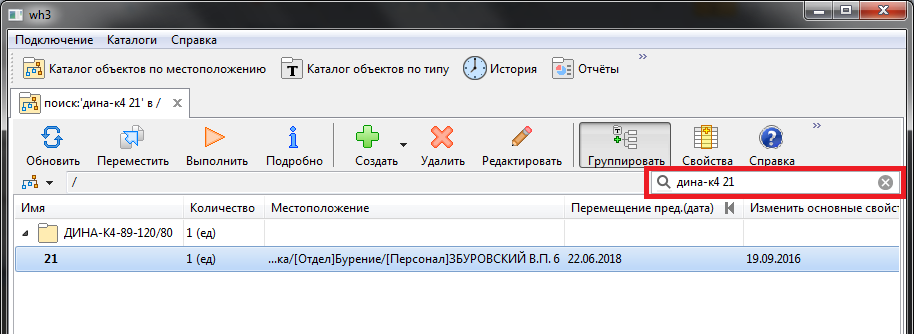 wh3
Подключение Каталоги Справка
Каталог объектов по местоположению Каталог объектов по типу История Отчёты »
поиск:'дина-к4 21' в /
Обновить Переместить Выполнить Подробно Создать Удалить Редактировать Группировать Свойства Справка »
/ дина-к4 21
Имя Количество Местоположение Перемещение пред.(дата) Изменить основные свойст
ДИНА-К4-89-120/80 1 (ед)
21 1 (ед) ...ка/[Отдел]Бурение/[Персонал]ЗБУРОВСКИЙ В.П. 6 22.06.2018 19.09.2016